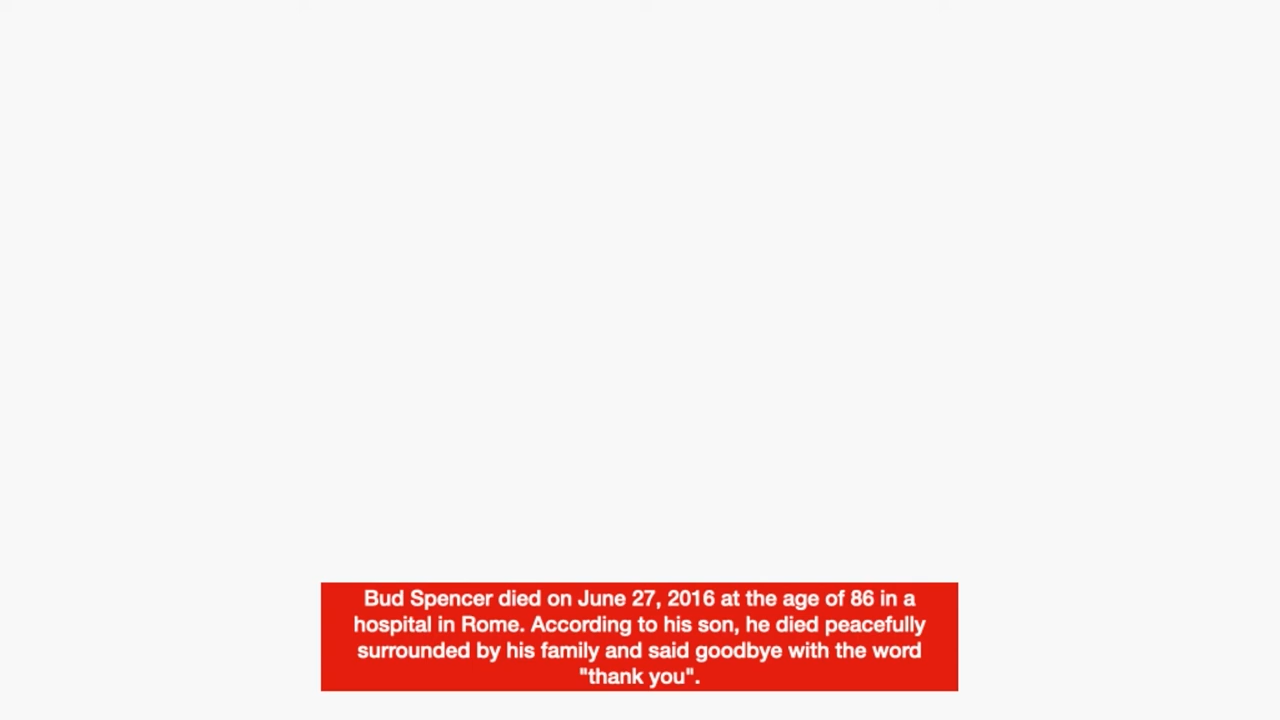 Bud Spencer died on June 27, 2016 at the age of 86 in a
hospital in Rome. According to his son, he died peacefully
surrounded by his family and said goodbye with the word
"thank you".